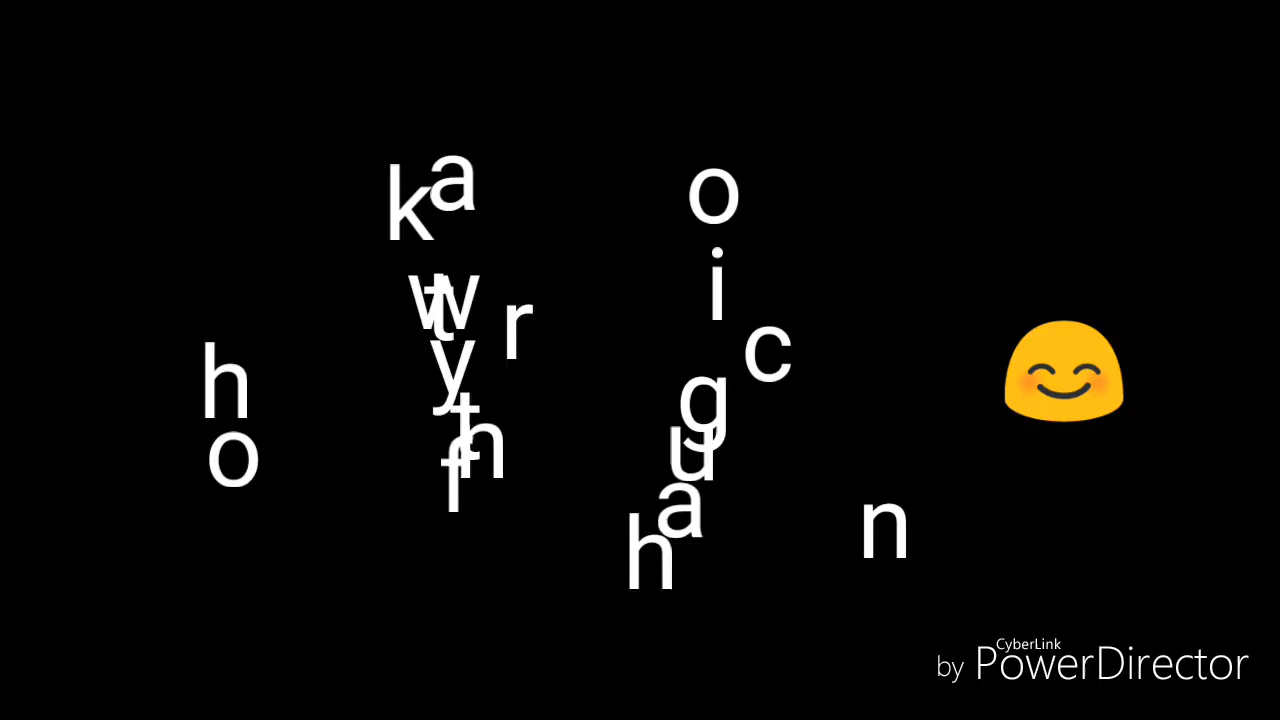 k a o
w t r i
h y g c 😊
o t h u
f a
h n
by CyberLink PowerDirector